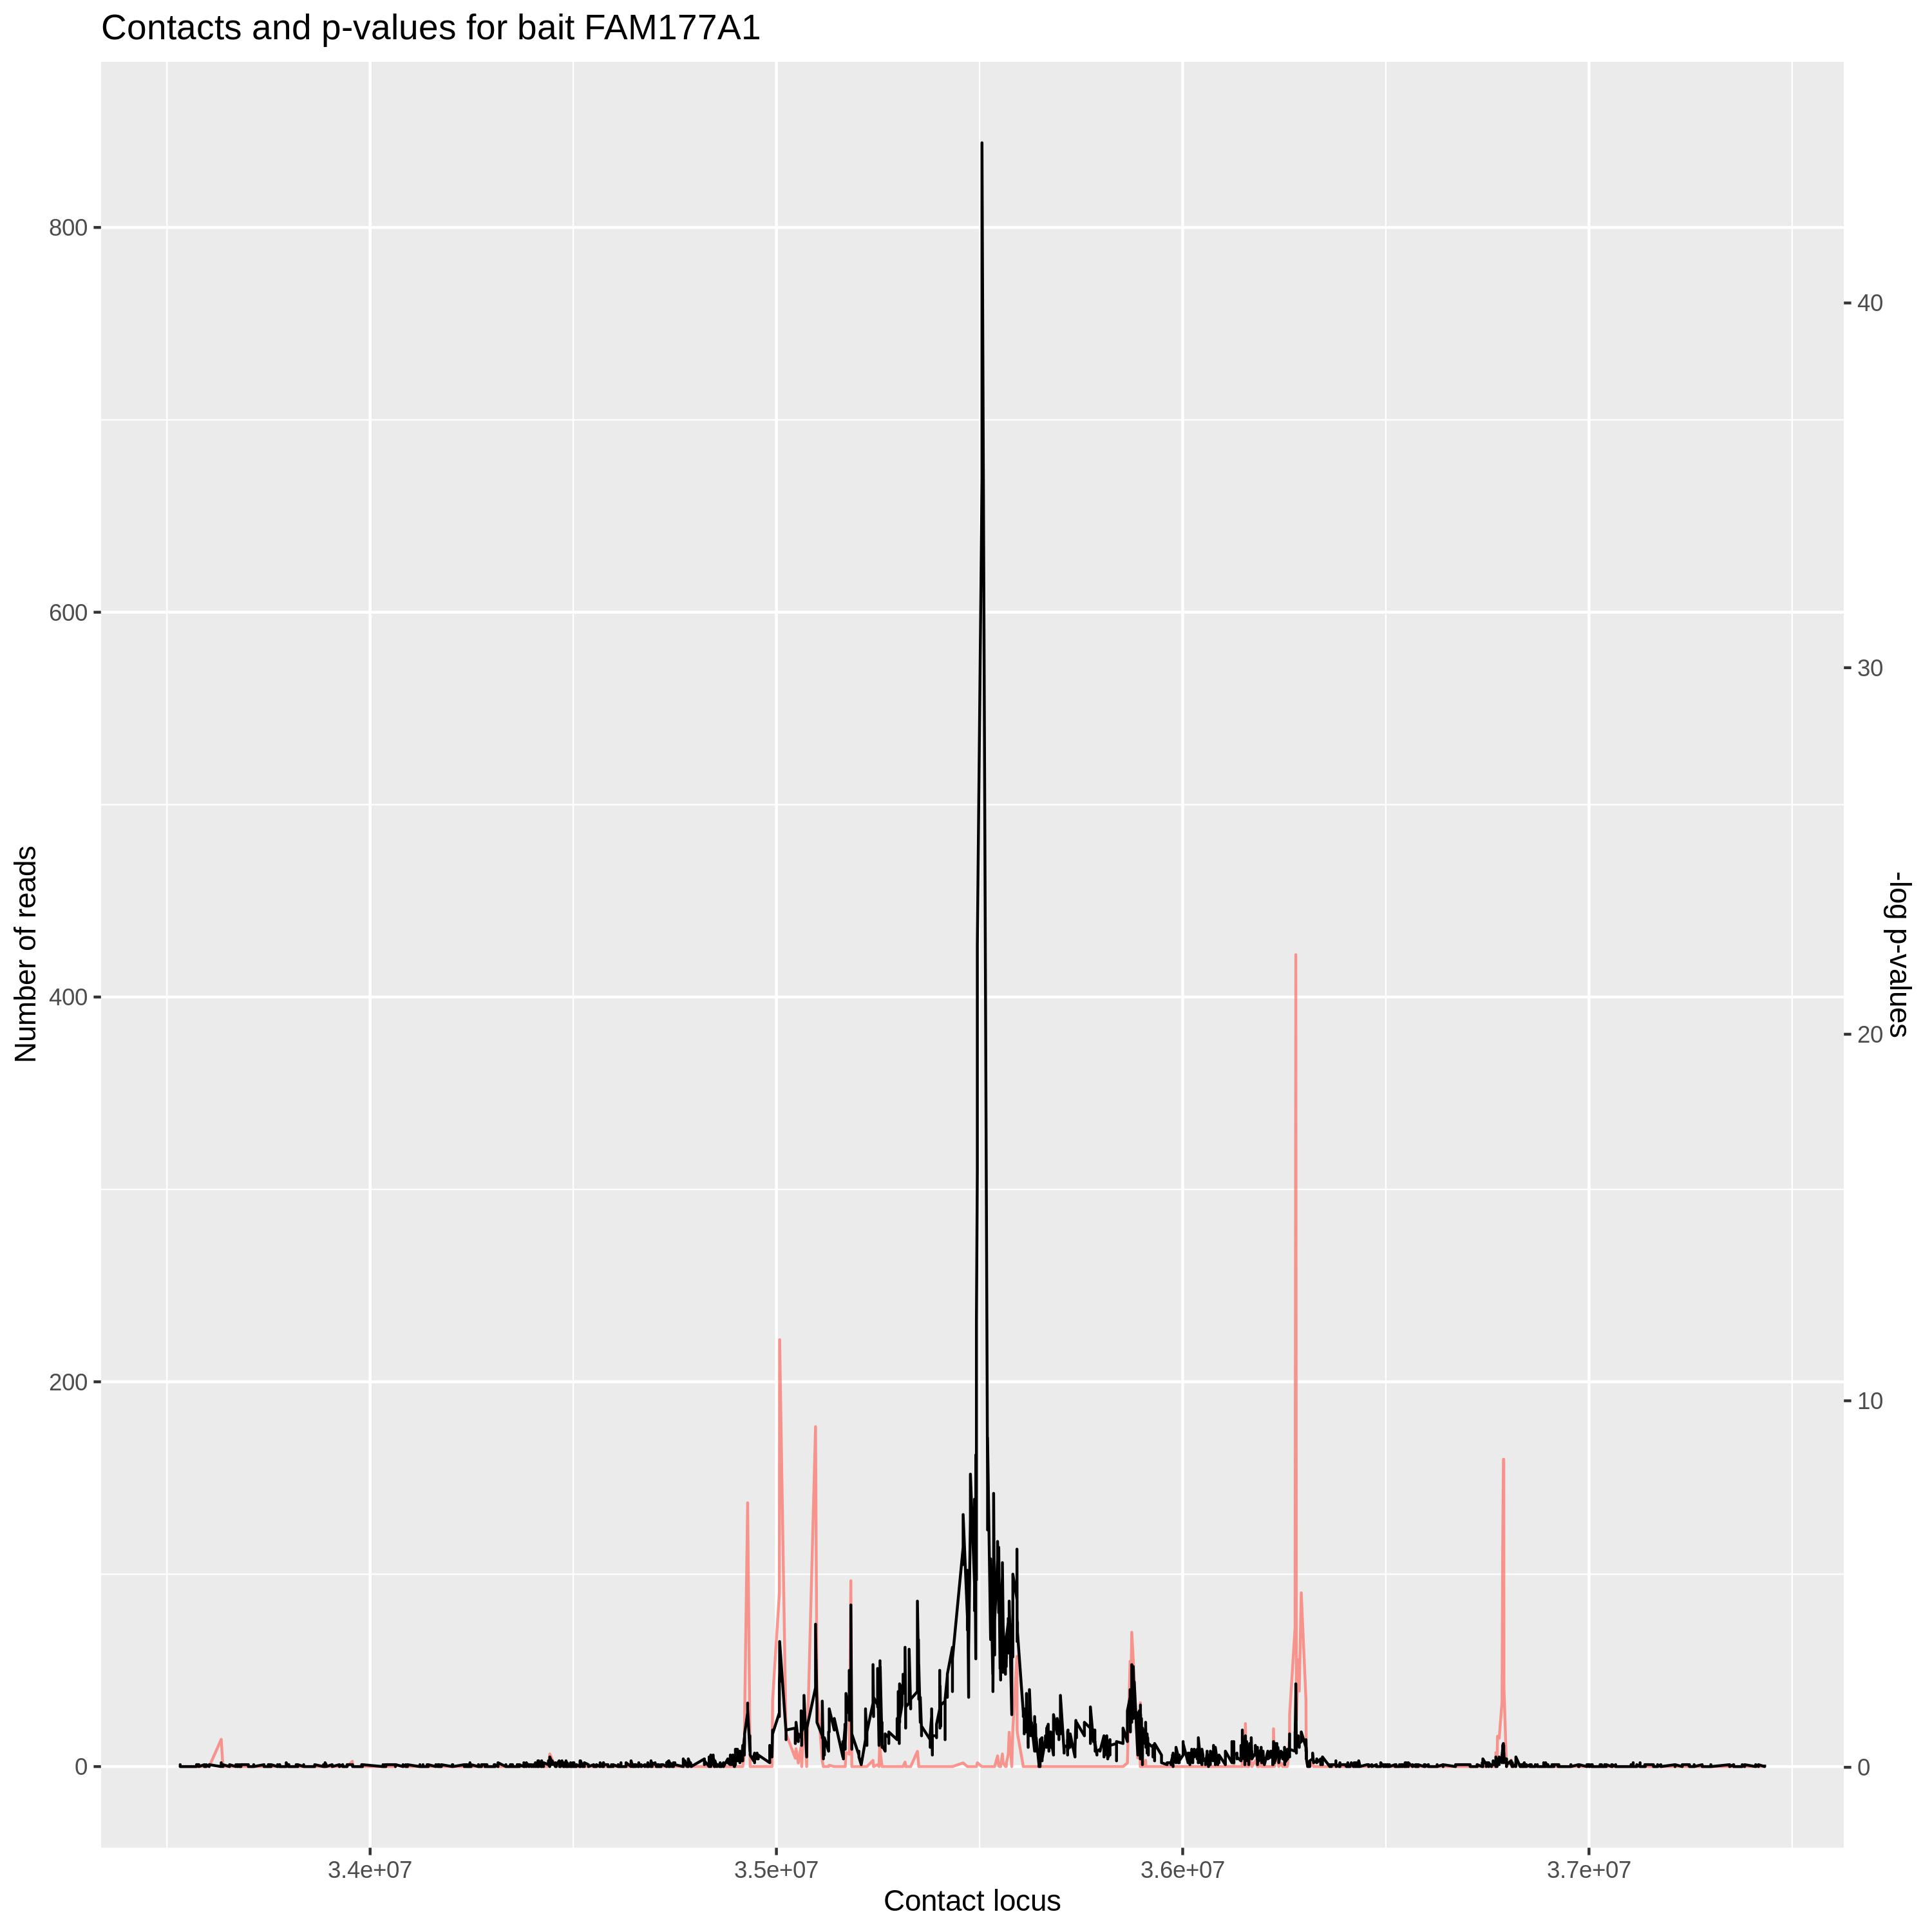 Contacts and p-values for bait FAM177A1
Number of reads
800
600
400
200
0
40
30
20
10
0
-log p-values
3.4e+07 3.5e+07 3.6e+07 3.7e+07
Contact locus